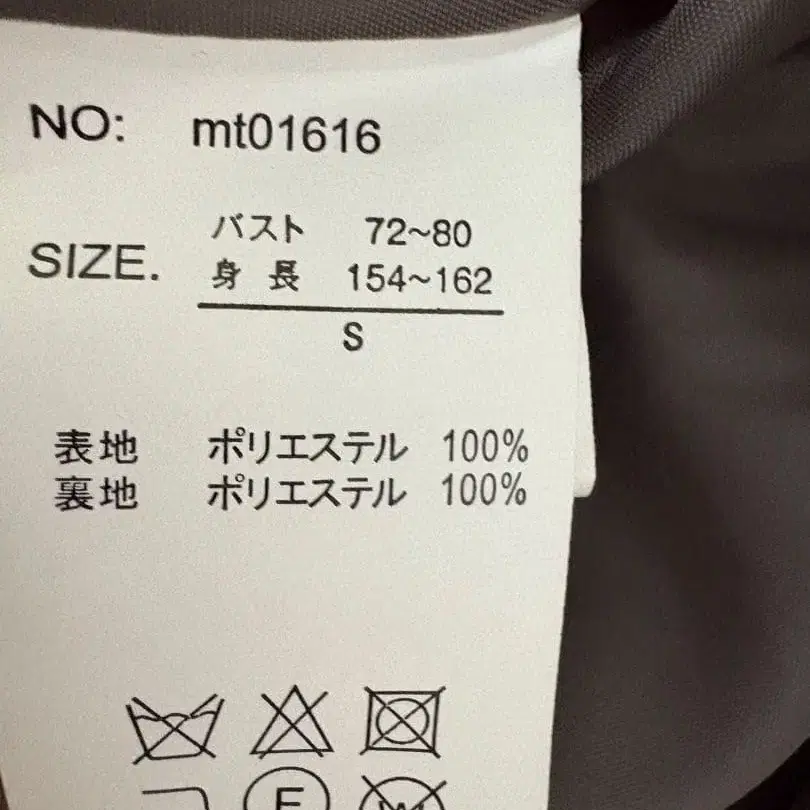 NO: mt01616
バスト 72~80
SIZE. 身長 154~162
S
表地 ポリエステル 100%
裏地 ポリエステル 100%